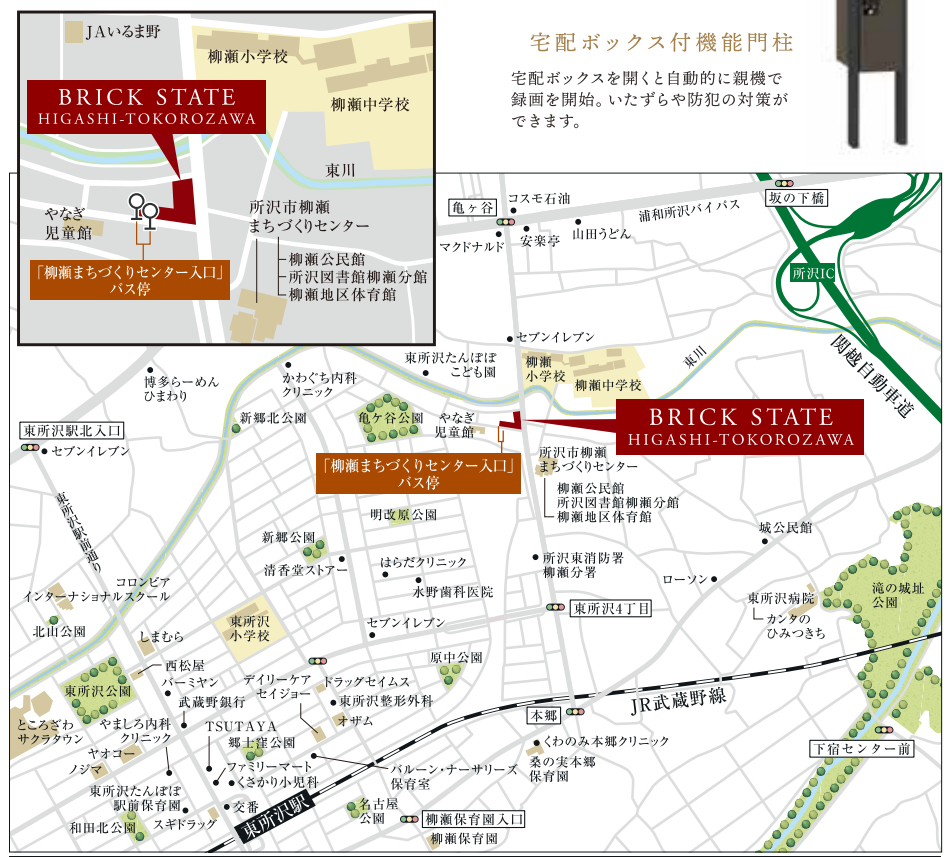 宅配ボックス付機能門柱
宅配ボックスを開くと自動的に親機で
録画を開始。いたずらや防犯の対策が
できます。
JAいるま野
柳瀬小学校
柳瀬中学校
BRICK STATE
HIGASHI-TOKOROZAWA
東川
やなぎ
児童館
所沢市柳瀬
まちづくりセンター
柳瀬公民館
所沢図書館柳瀬分館
柳瀬地区体育館
「柳瀬まちづくりセンター入口」
バス停
亀ヶ谷
コスモ石油
マクドナルド
安楽亭
山田うどん
浦和所沢バイパス
坂の下橋
所沢IC
関越自動車道
セブンイレブン
東所沢たんぽぽ
こども園
柳瀬
小学校
柳瀬中学校
東川
博多らーめん
ひまわり
かわぐち内科
クリニック
新郷北公園
亀ケ谷公園
やなぎ
児童館
BRICK STATE
HIGASHI-TOKOROZAWA
東所沢駅北入口
セブンイレブン
「柳瀬まちづくりセンター入口」
バス停
所沢市柳瀬
まちづくりセンター
柳瀬公民館
所沢図書館柳瀬分館
柳瀬地区体育館
東所沢駅前通り
明改原公園
新郷公園
清香堂ストアー
はらだクリニック
水野歯科医院
所沢東消防署
柳瀬分署
城公民館
ローソン
東所沢病院
カンタの
ひみつきち
滝の城址
公園
コロンビア
インターナショナルスクール
北山公園
しまむら
東所沢
小学校
セブンイレブン
東所沢4丁目
原中公園
西松屋
バーミヤン
東所沢公園
武蔵野銀行
デイリーケア
セイジョー
ドラッグセイムス
東所沢整形外科
オザム
ところざわ
サクラタウン
やましろ内科
クリニック
TSUTAYA
郷士窪公園
ヤオコー
ノジマ
ファミリーマート
くさかり小児科
バルーン・ナーサリーズ
保育室
本郷
JR武蔵野線
くわのみ本郷クリニック
桑の実本郷
保育園
下宿センター前
東所沢たんぽぽ
駅前保育園
交番
スギドラッグ
和田北公園
東所沢駅
名古屋
公園
柳瀬保育園入口
柳瀬保育園